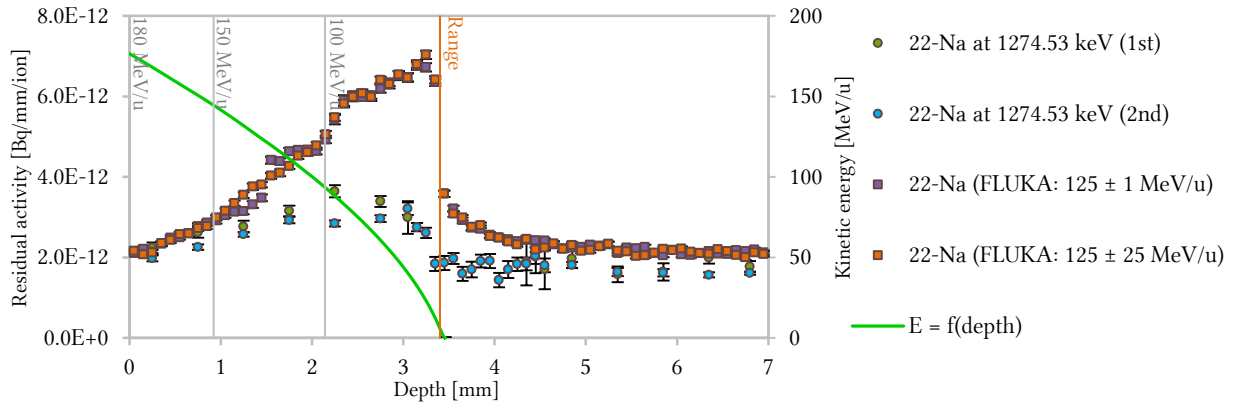 8.0E-12
6.0E-12
4.0E-12
2.0E-12
0.0E+0
Residual activity [Bq/mm/ion]
180 MeV/u
150 MeV/u
100 MeV/u
Range
200
150
100
50
0
Kinetic energy [MeV/u]
0 1 2 3 4 5 6 7
Depth [mm]
22-Na at 1274.53 keV (1st)
22-Na at 1274.53 keV (2nd)
22-Na (FLUKA: 125 ± 1 MeV/u)
22-Na (FLUKA: 125 ± 25 MeV/u)
E = f(depth)